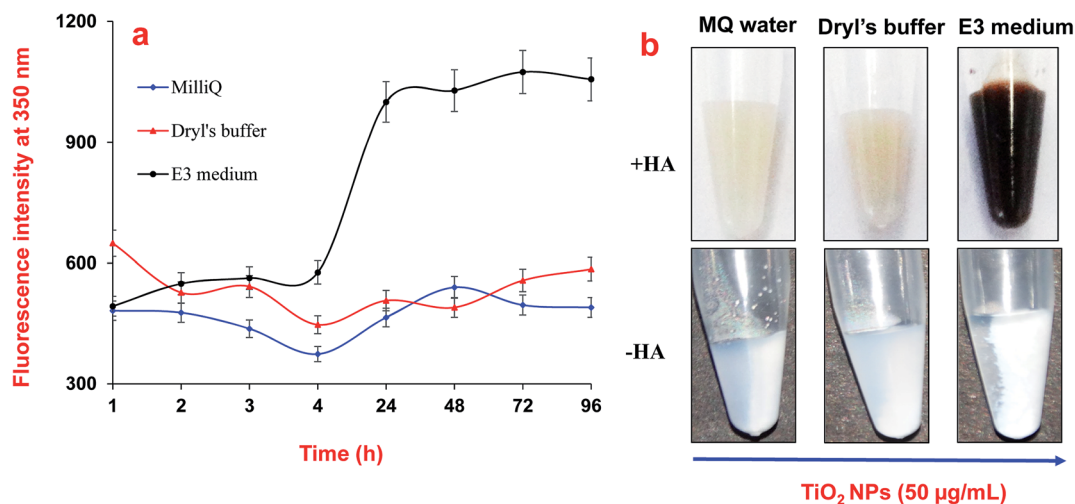 a
1200
900
600
300
Fluorescence intensity at 350 nm
MilliQ
Dryl's buffer
E3 medium
1 2 3 4 24 48 72 96
Time (h)
b
MQ water Dryl's buffer E3 medium
+HA
-HA
TiO₂ NPs (50 µg/mL)